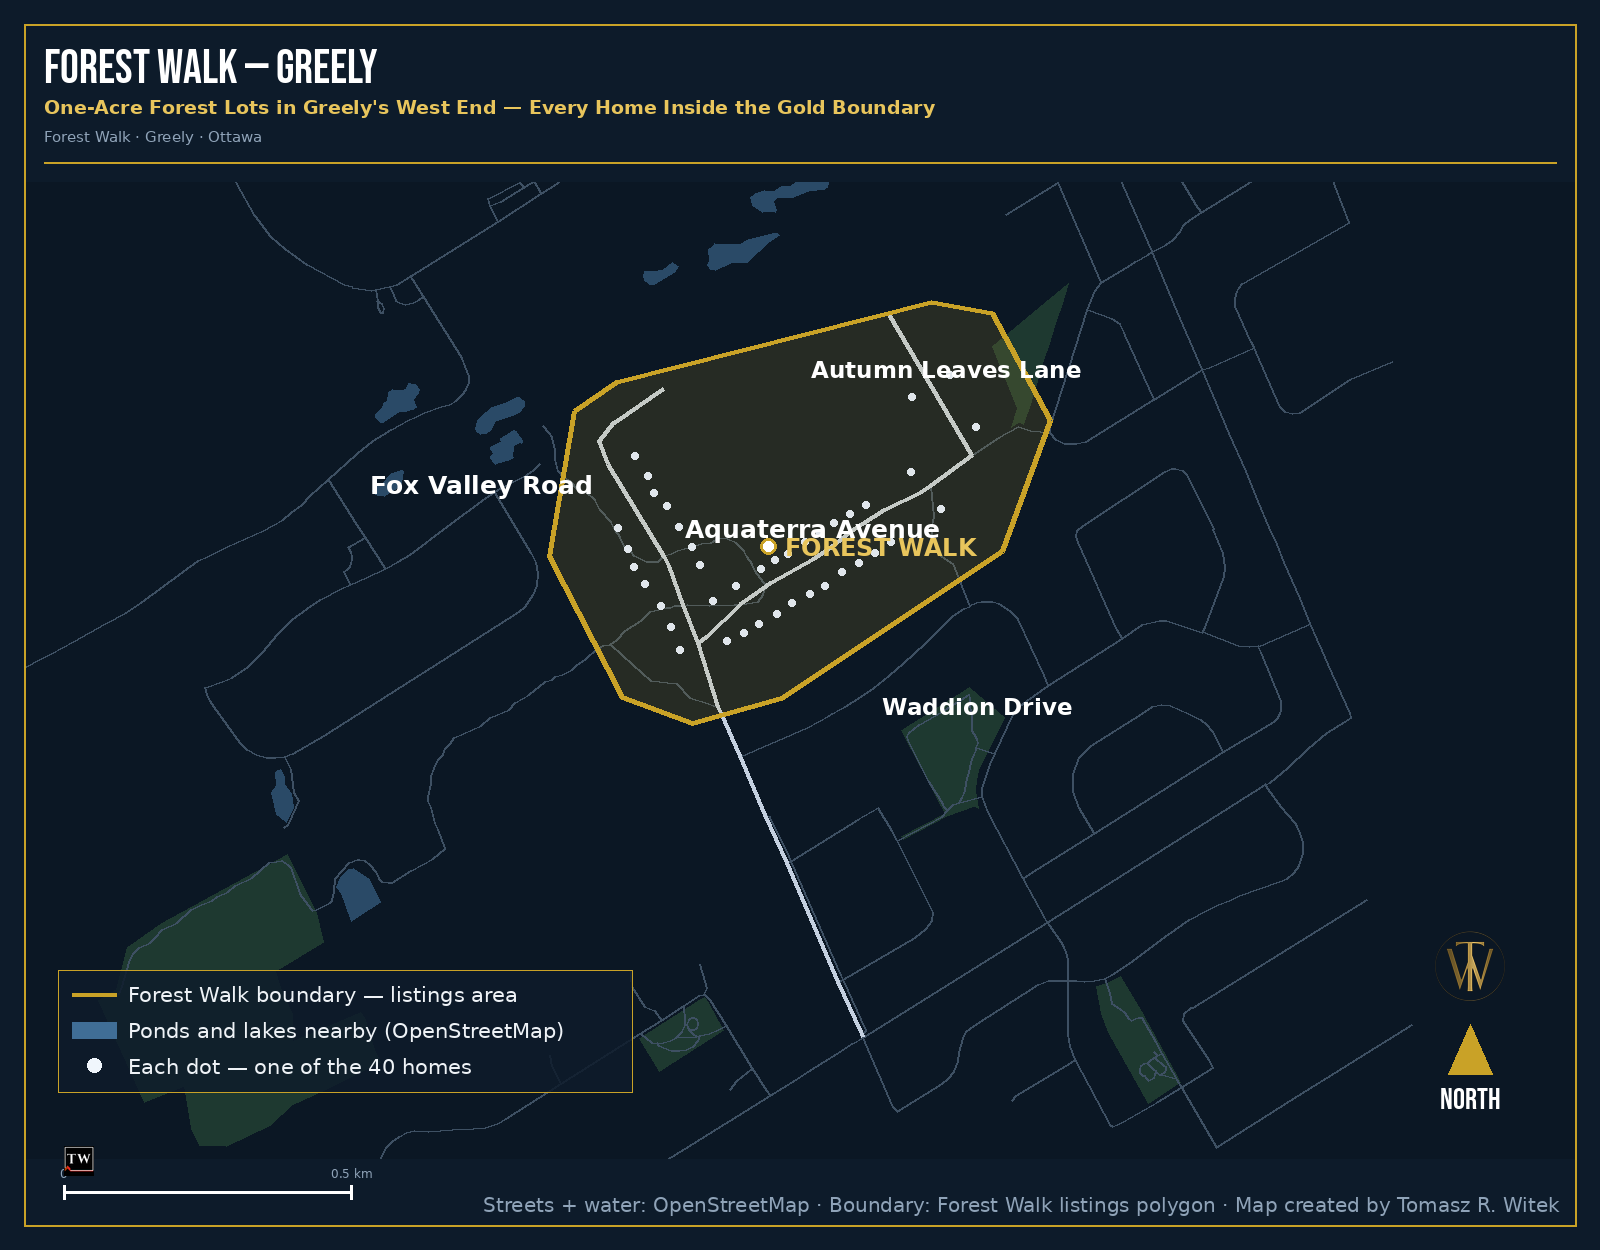 FOREST WALK — GREELY
One-Acre Forest Lots in Greely's West End — Every Home Inside the Gold Boundary
Forest Walk · Greely · Ottawa
Autumn Leaves Lane
Fox Valley Road
Aquaterra Avenue
FOREST WALK
Waddion Drive
Forest Walk boundary — listings area
Ponds and lakes nearby (OpenStreetMap)
Each dot — one of the 40 homes
NORTH
TW
0
0.5 km
Streets + water: OpenStreetMap · Boundary: Forest Walk listings polygon · Map created by Tomasz R. Witek